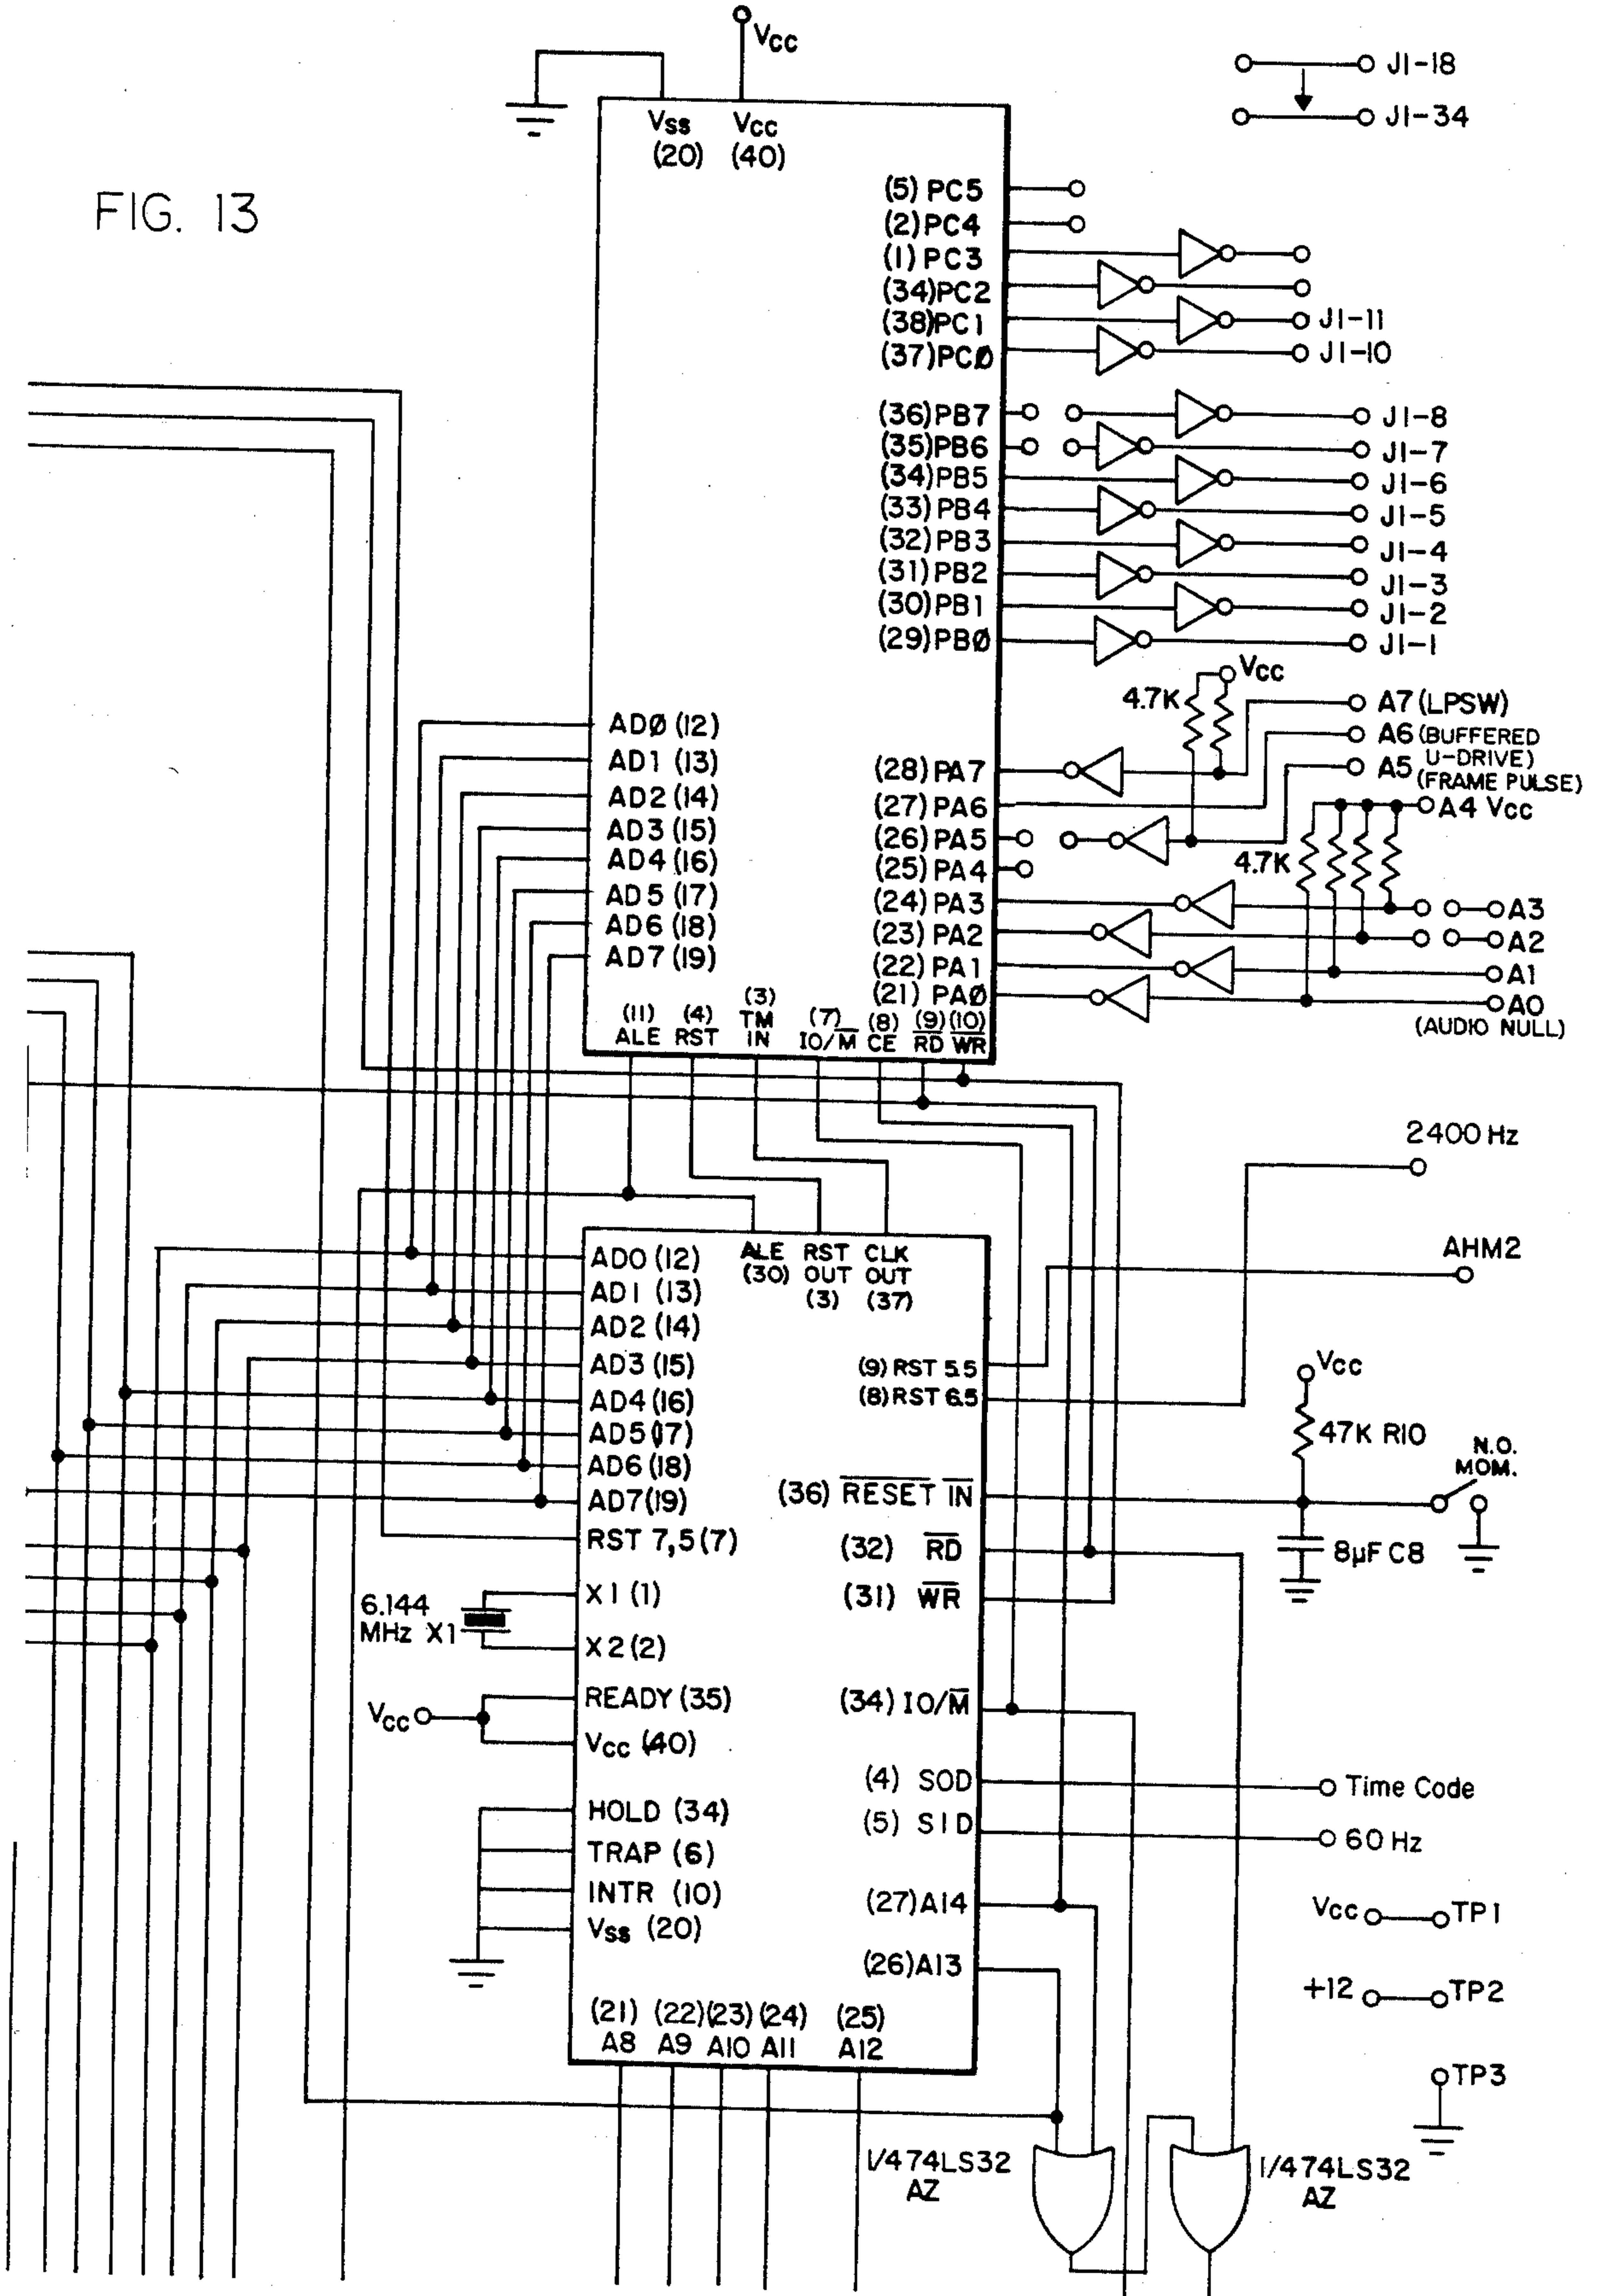 FIG. 13
Vcc
J1-18
J1-34
Vss
(20)
Vcc
(40)
(5) PC5
(2) PC4
(1) PC3
(34)PC2
(38)PC1
(37)PCØ
J1-11
J1-10
(36)PB7
(35)PB6
(34)PB5
(33)PB4
(32)PB3
(31)PB2
(30)PB1
(29)PBØ
J1-8
J1-7
J1-6
J1-5
J1-4
J1-3
J1-2
J1-1
Vcc
4.7K
A7 (LPSW)
A6 (BUFFERED
U-DRIVE)
A5 (FRAME PULSE)
A4 Vcc
4.7K
A3
A2
A1
A0
(AUDIO NULL)
ADØ (12)
AD1 (13)
AD2 (14)
AD3 (15)
AD4 (16)
AD5 (17)
AD6 (18)
AD7 (19)
(28) PA7
(27) PA6
(26) PA5
(25) PA4
(24) PA3
(23) PA2
(22) PA1
(21) PAØ
(11)
ALE
(4)
RST
(3)
TM
IN
(7)
IO/M̅
(8)
CE
(9)
R̅D̅
(10)
W̅R̅
2400 Hz
AHM2
ALE
(30)
RST
OUT
(3)
CLK
OUT
(37)
AD0 (12)
AD1 (13)
AD2 (14)
AD3 (15)
AD4 (16)
AD5 (17)
AD6 (18)
AD7 (19)
RST 7,5 (7)
X1 (1)
X2 (2)
6.144
MHz X1
READY (35)
Vcc (40)
Vcc
HOLD (34)
TRAP (6)
INTR (10)
Vss (20)
(9) RST 5.5
(8) RST 6.5
(36) R̅E̅S̅E̅T̅ I̅N̅
(32) R̅D̅
(31) W̅R̅
(34) IO/M̅
(4) SOD
(5) SID
(27) A14
(26) A13
Vcc
47K R10
N.O.
MOM.
8µF C8
Time Code
60 Hz
Vcc
TP1
+12
TP2
TP3
(21)
A8
(22)
A9
(23)
A10
(24)
A11
(25)
A12
1/4 74LS32
AZ
1/4 74LS32
AZ